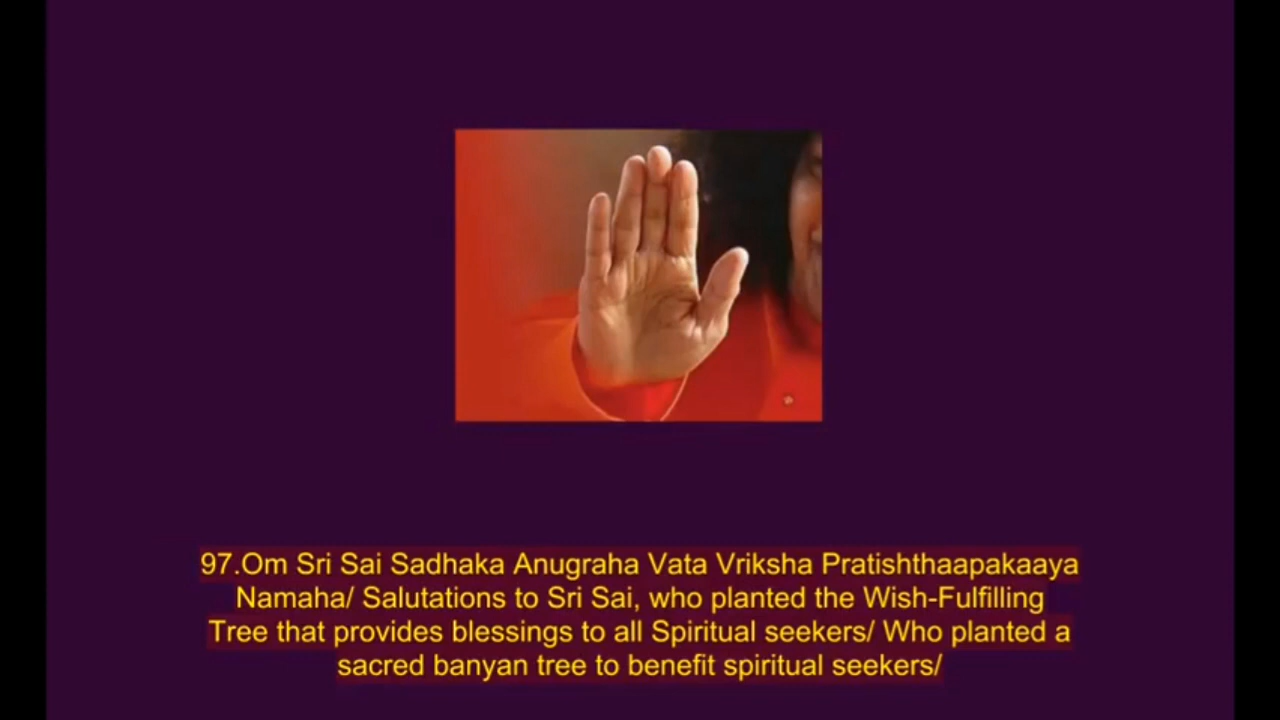 97.Om Sri Sai Sadhaka Anugraha Vata Vriksha Pratishthaapakaaya
Namaha/ Salutations to Sri Sai, who planted the Wish-Fulfilling
Tree that provides blessings to all Spiritual seekers/ Who planted a
sacred banyan tree to benefit spiritual seekers/